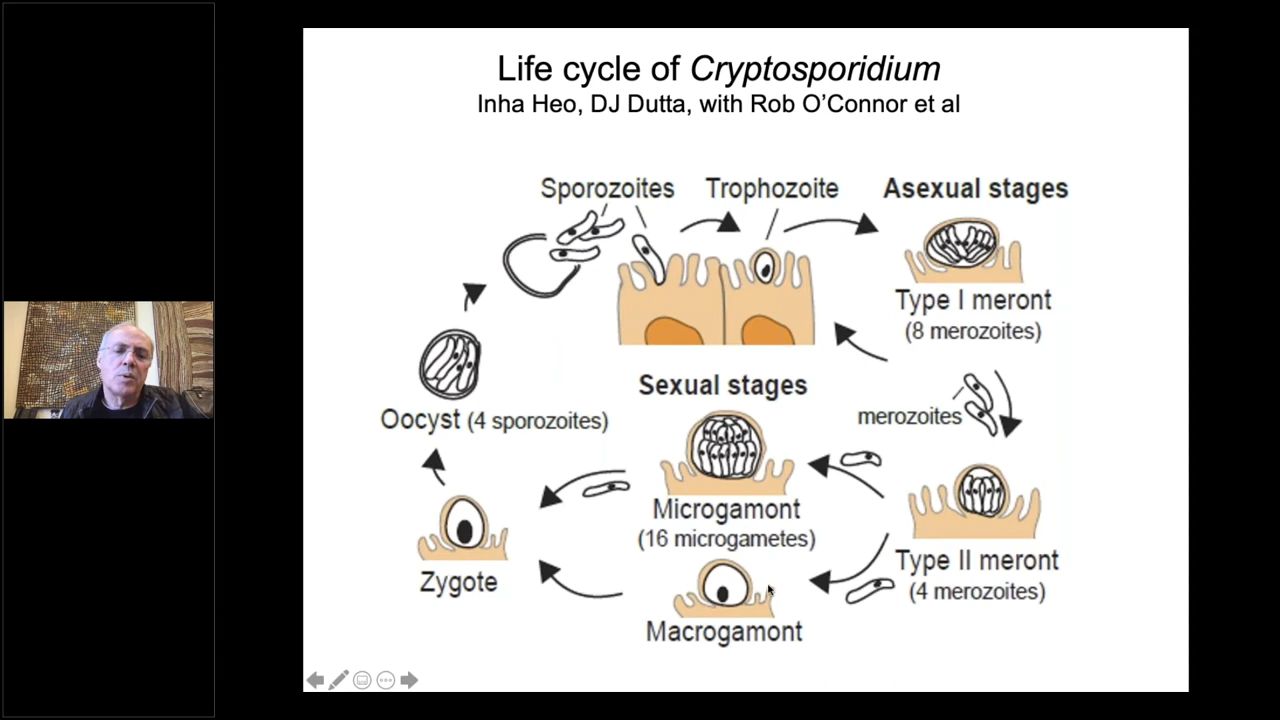 Life cycle of Cryptosporidium
Inha Heo, DJ Dutta, with Rob O’Connor et al
Sporozoites
Trophozoite
Asexual stages
Type I meront
(8 merozoites)
Sexual stages
merozoites
Oocyst (4 sporozoites)
Microgamont
(16 microgametes)
Type II meront
(4 merozoites)
Zygote
Macrogamont